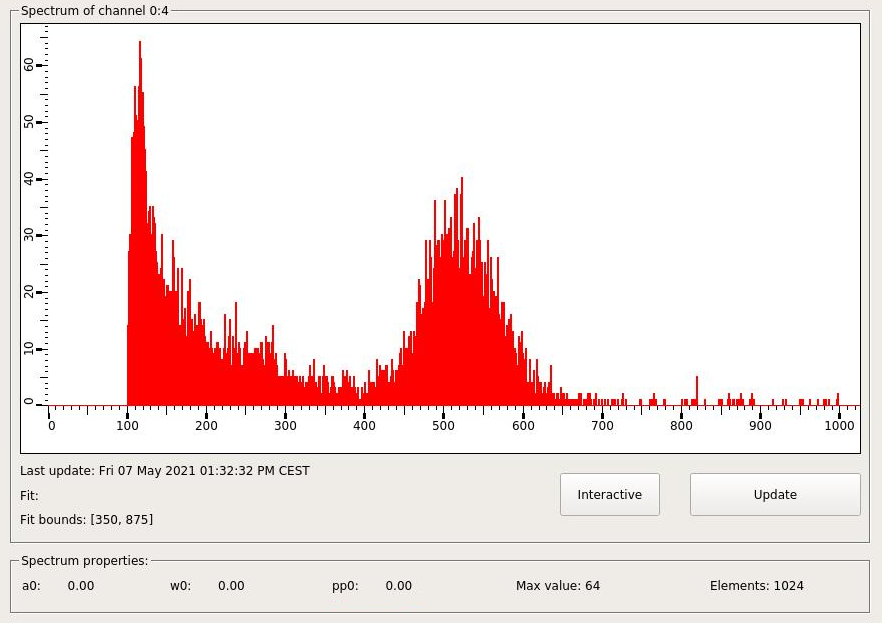 Spectrum of channel 0:4
60
50
40
30
20
10
0
0 100 200 300 400 500 600 700 800 900 1000
Last update: Fri 07 May 2021 01:32:32 PM CEST
Fit:
Interactive Update
Fit bounds: [350, 875]
Spectrum properties:
a0: 0.00 w0: 0.00 pp0: 0.00 Max value: 64 Elements: 1024